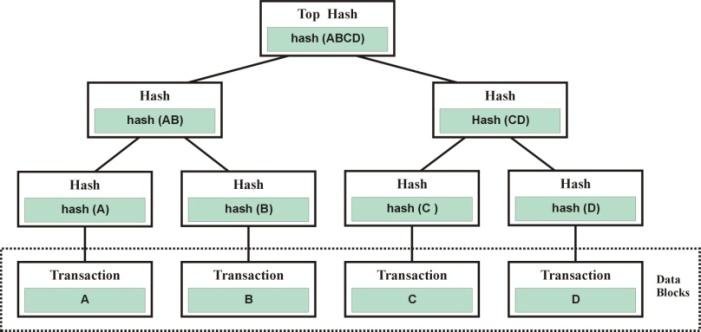 Top Hash
hash (ABCD)
Hash
Hash
hash (AB)
Hash (CD)
Hash
Hash
Hash
Hash
hash (A)
hash (B)
hash (C )
hash (D)
Transaction
Transaction
Transaction
Transaction
A
B
C
D
Data
Blocks